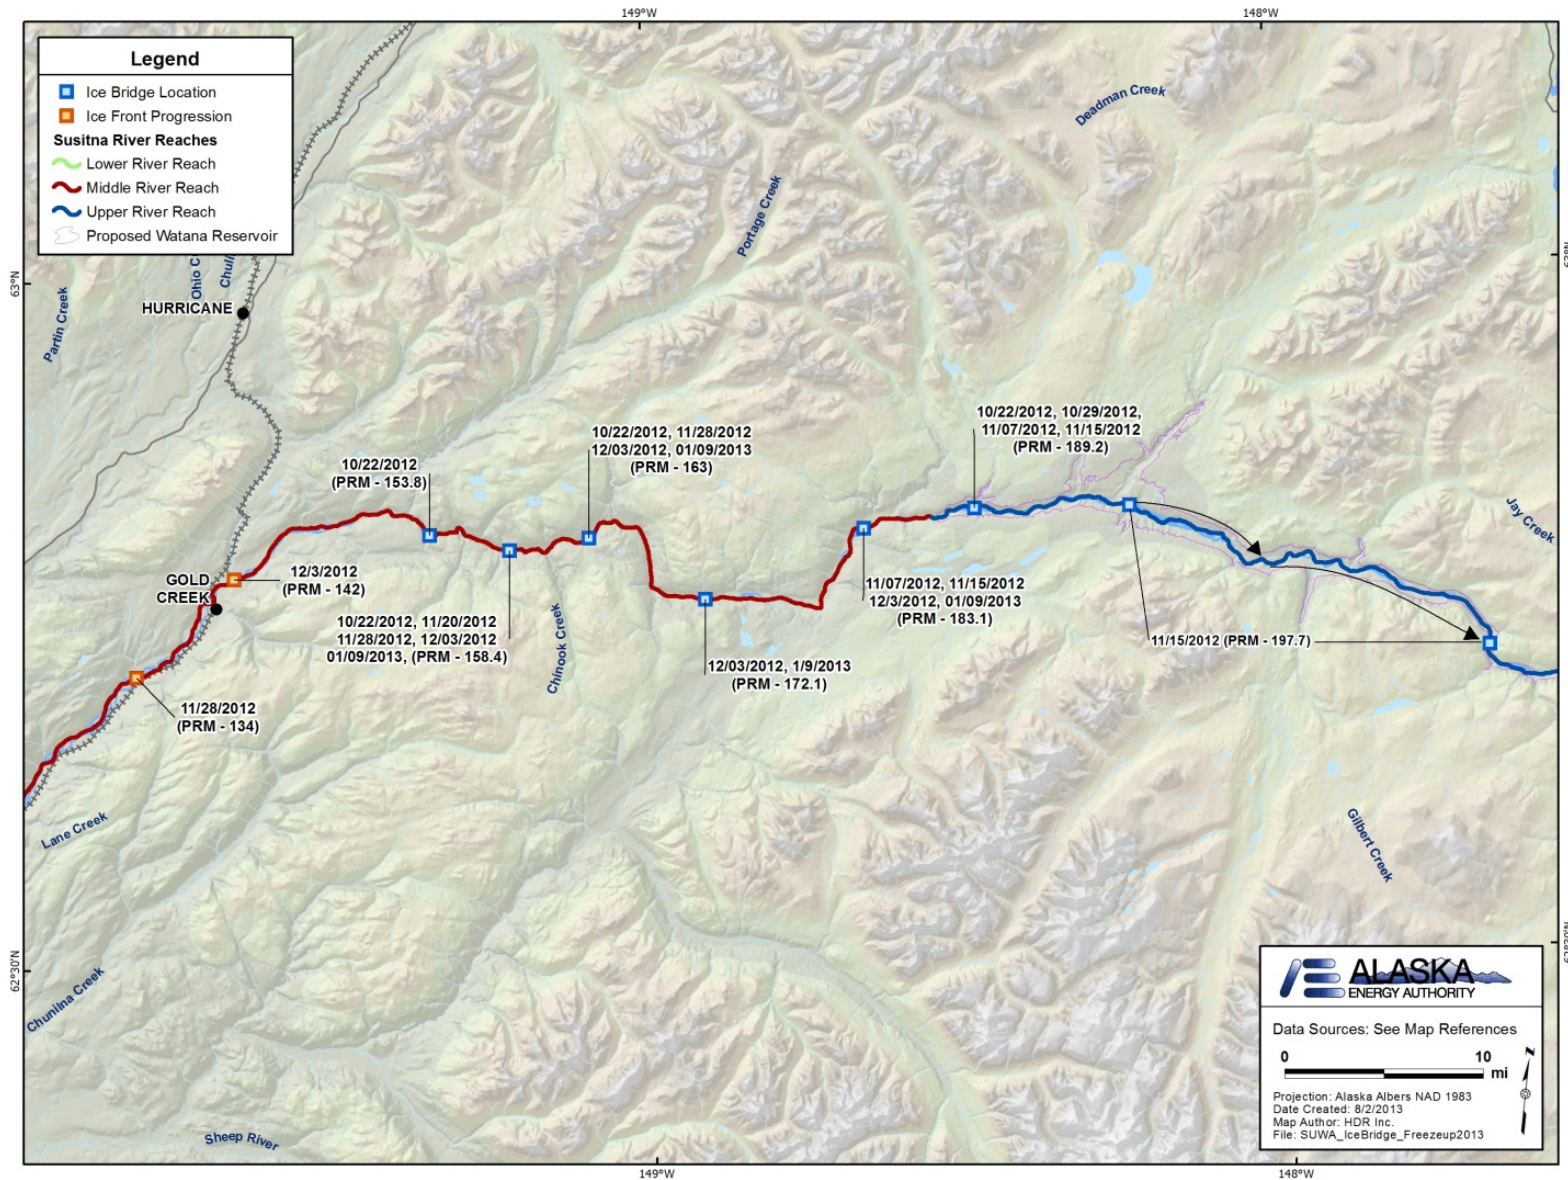 149°W
148°W
Legend
Ice Bridge Location
Ice Front Progression
Susitna River Reaches
Lower River Reach
Middle River Reach
Upper River Reach
Proposed Watana Reservoir
Deadman Creek
Portage Creek
63°N
Partin Creek
Ohio C
Chuli
HURRICANE
10/22/2012, 10/29/2012,
11/07/2012, 11/15/2012
(PRM - 189.2)
10/22/2012, 11/28/2012
12/03/2012, 01/09/2013
(PRM - 163)
10/22/2012
(PRM - 153.8)
Jay Creek
12/3/2012
(PRM - 142)
GOLD
CREEK
11/07/2012, 11/15/2012
12/3/2012, 01/09/2013
(PRM - 183.1)
10/22/2012, 11/20/2012
11/28/2012, 12/03/2012
01/09/2013, (PRM - 158.4)
Chinook Creek
11/15/2012 (PRM - 197.7)
12/03/2012, 1/9/2013
(PRM - 172.1)
11/28/2012
(PRM - 134)
Lane Creek
Gilbert Creek
62°30'N
Chunilna Creek
Sheep River
ALASKA
ENERGY AUTHORITY
Data Sources: See Map References
0 10
mi
N
Projection: Alaska Albers NAD 1983
Date Created: 8/2/2013
Map Author: HDR Inc.
File: SUWA_IceBridge_Freezeup2013
149°W
148°W